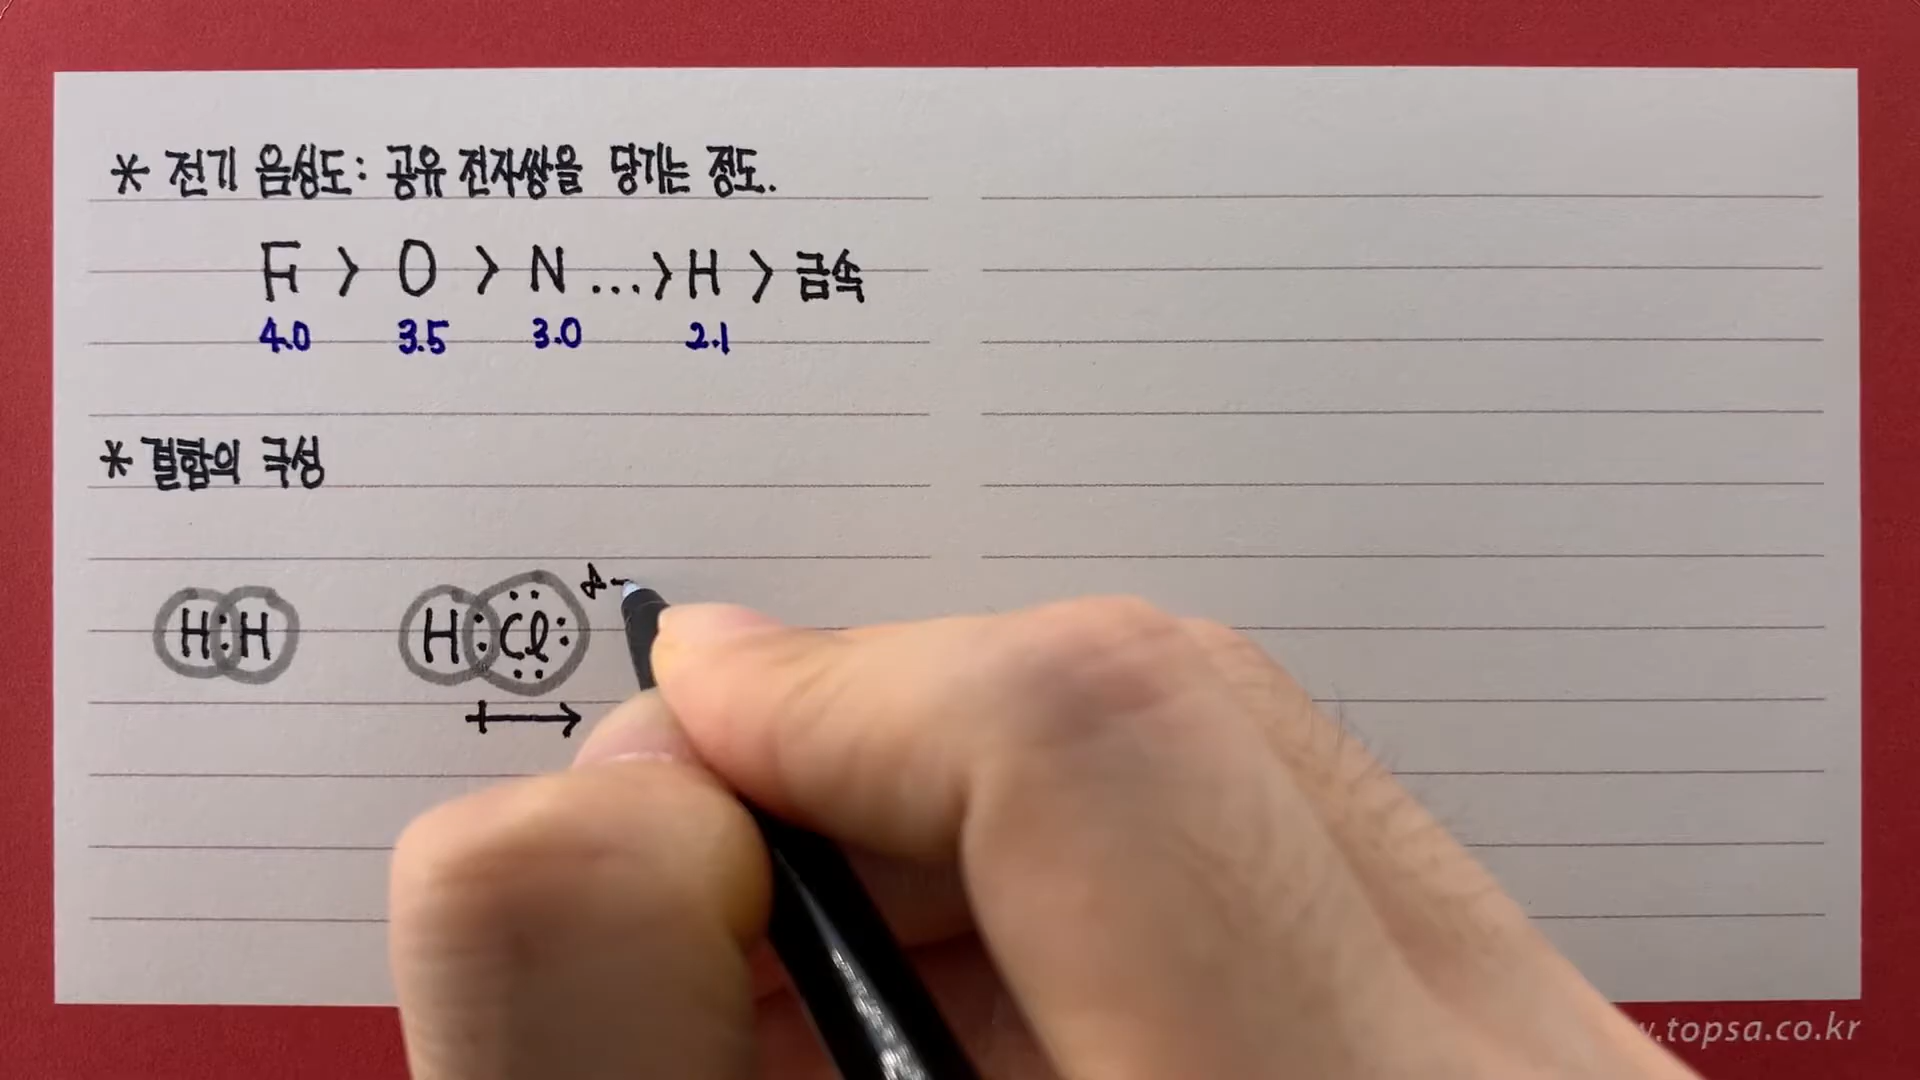 * 전기 음성도: 공유 전자쌍을 당기는 정도.
F > O > N ... > H > 금속
4.0 3.5 3.0 2.1
* 결합의 극성
H:H H:Cl: δ-
.topsa.co.kr